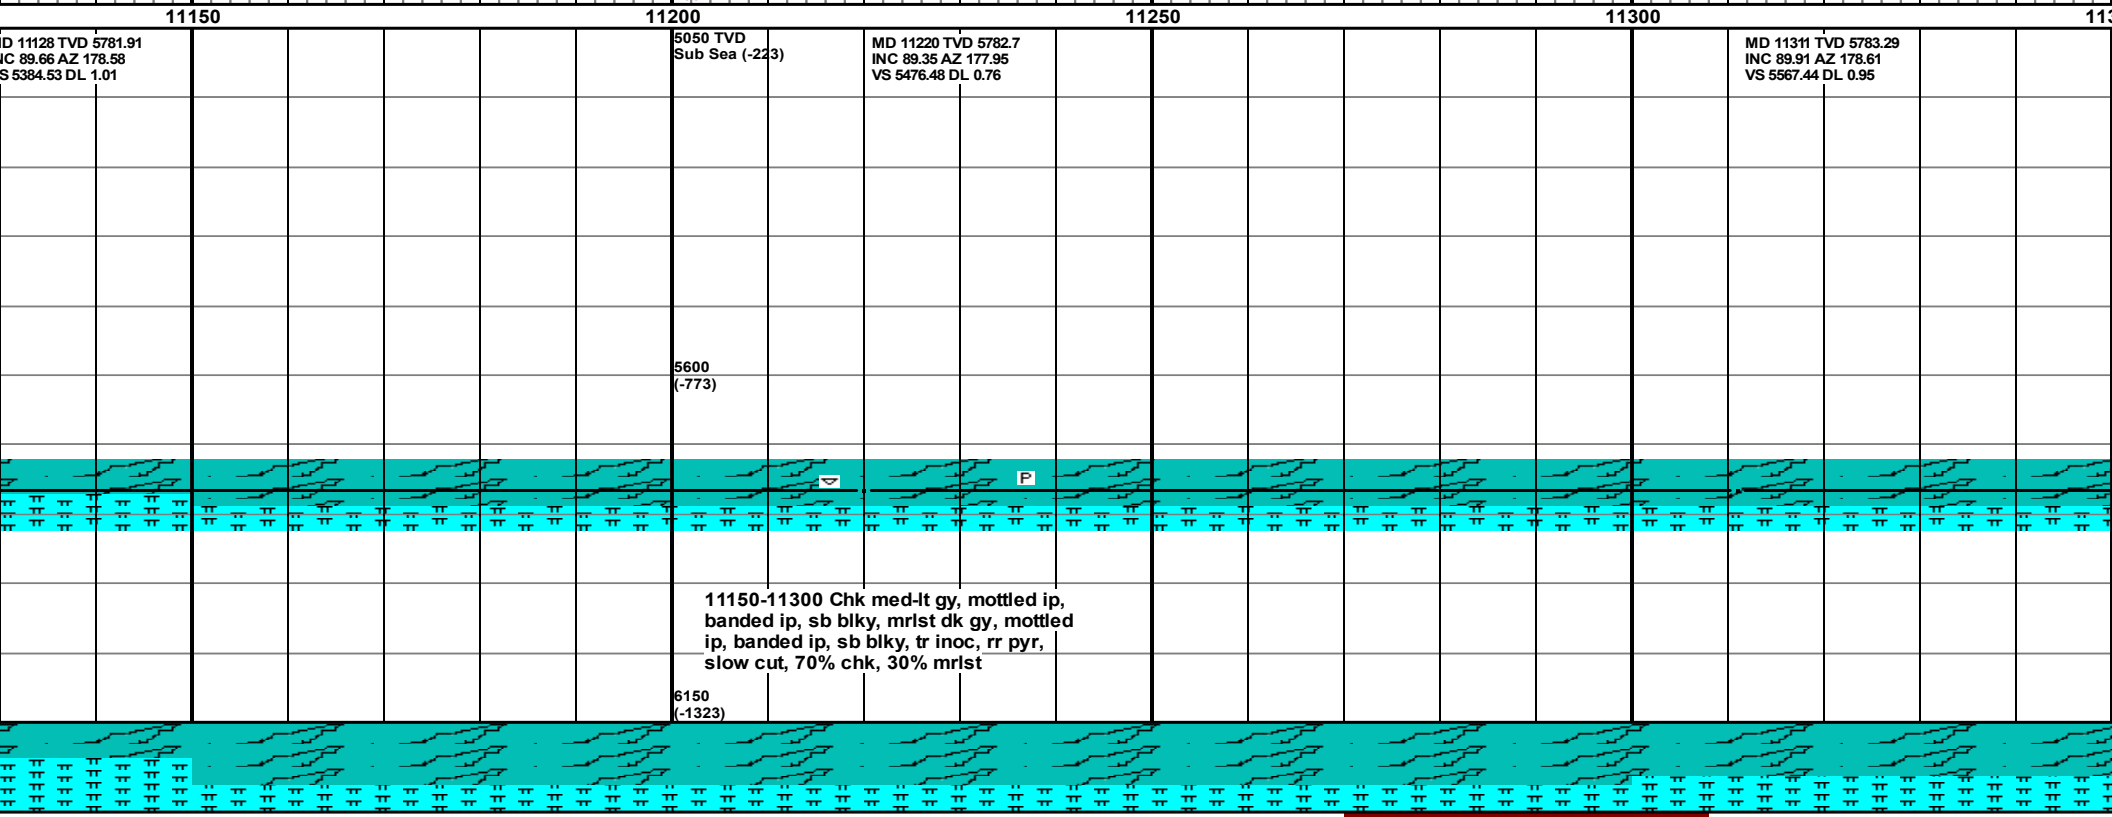 11150
11200
11250
11300
D 11128 TVD 5781.91
C 89.66 AZ 178.58
S 5384.53 DL 1.01
5050 TVD
Sub Sea (-223)
MD 11220 TVD 5782.7
INC 89.35 AZ 177.95
VS 5476.48 DL 0.76
MD 11311 TVD 5783.29
INC 89.91 AZ 178.61
VS 5567.44 DL 0.95
5600
(-773)
P
11150-11300 Chk med-lt gy, mottled ip,
banded ip, sb blky, mrlst dk gy, mottled
ip, banded ip, sb blky, tr inoc, rr pyr,
slow cut, 70% chk, 30% mrlst
6150
(-1323)